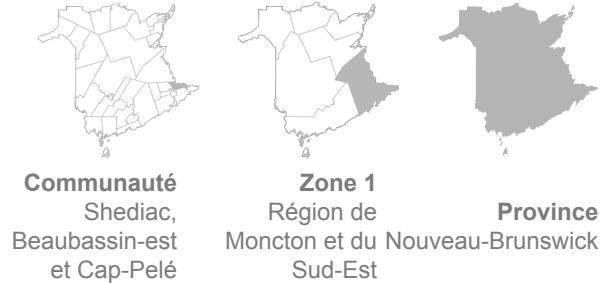 Communauté
Shediac,
Beaubassin-est
et Cap-Pelé
Zone 1
Région de
Moncton et du
Sud-Est
Province
Nouveau-Brunswick